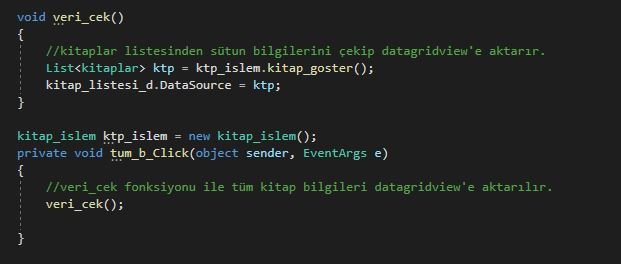 void veri_cek()
{
//kitaplar listesinden sütun bilgilerini çekip datagridview'e aktarır.
List<kitaplar> ktp = ktp_islem.kitap_goster();
kitap_listesi_d.DataSource = ktp;
}
kitap_islem ktp_islem = new kitap_islem();
private void tum_b_Click(object sender, EventArgs e)
{
//veri_cek fonksiyonu ile tüm kitap bilgileri datagridview'e aktarılır.
veri_cek();
}